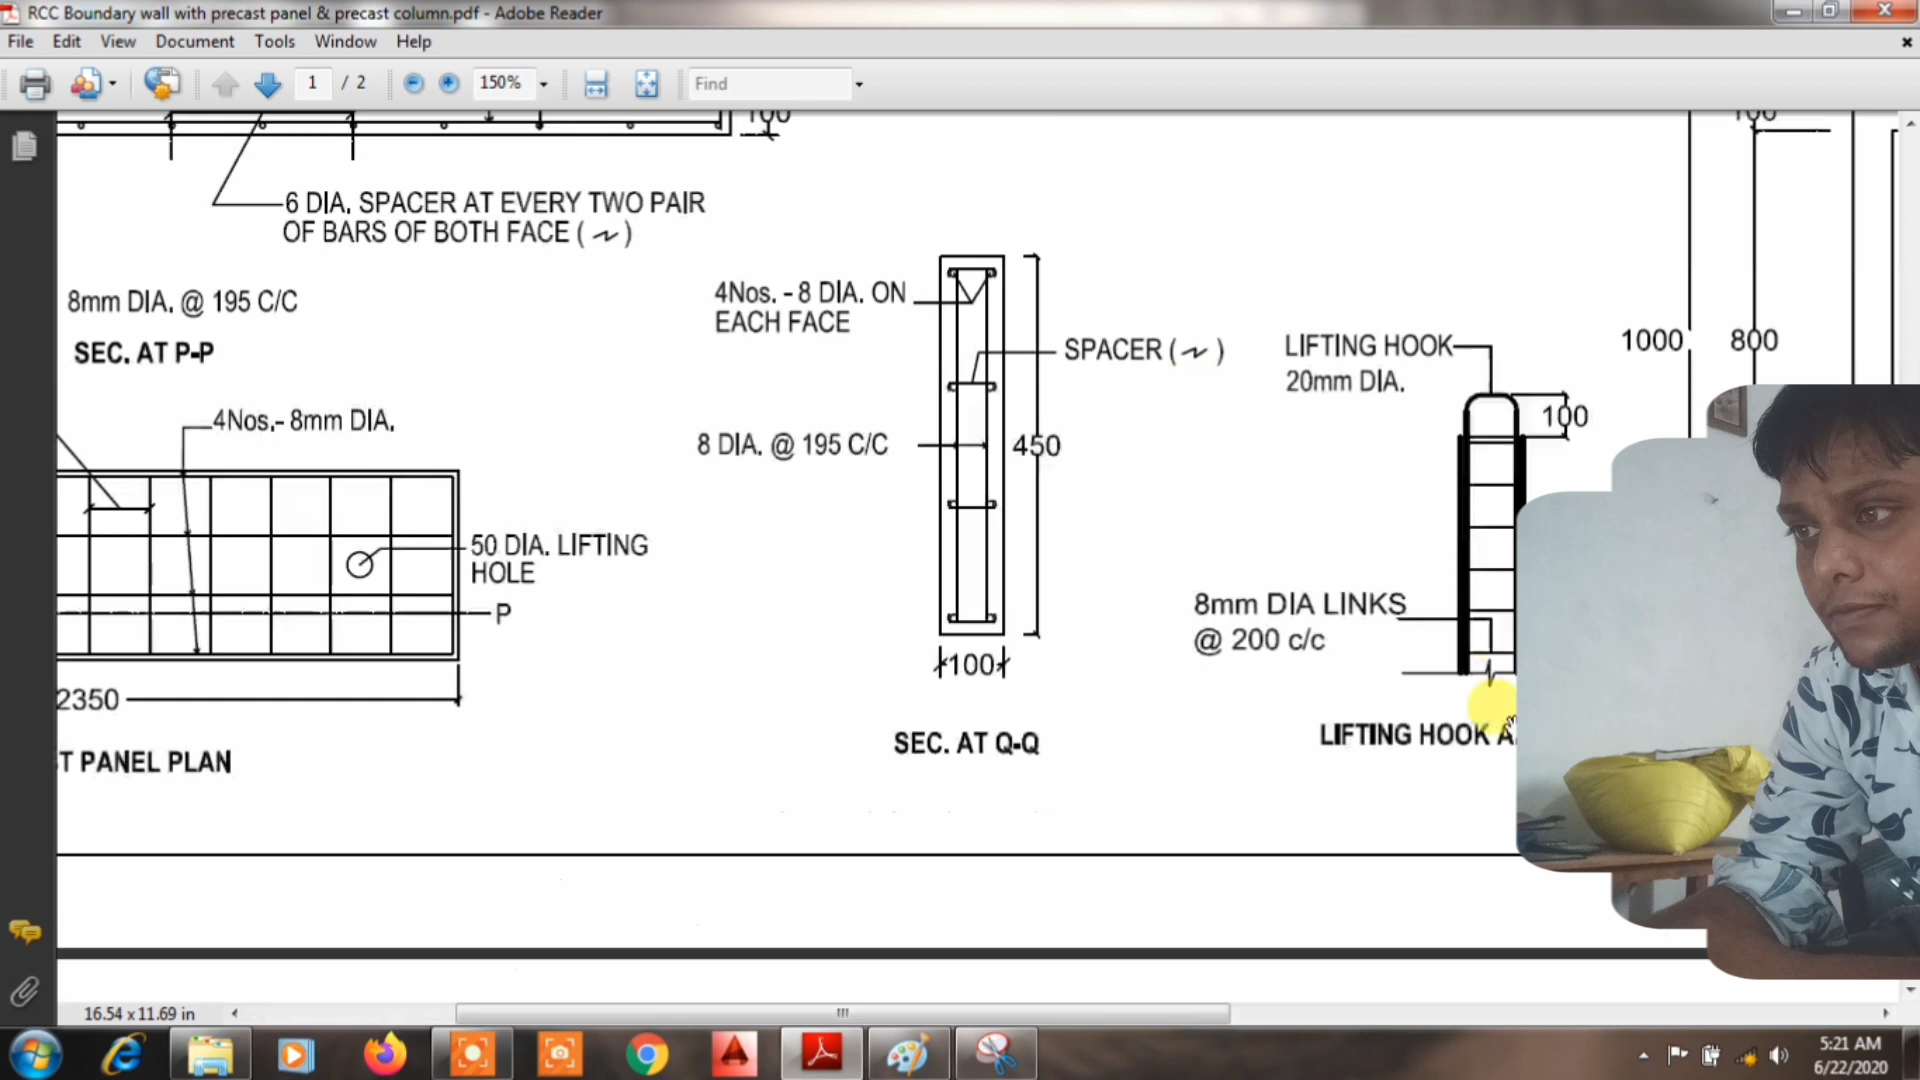 RCC Boundary wall with precast panel & precast column.pdf - Adobe Reader
File Edit View Document Tools Window Help
1 / 2 150% Find
100
100
6 DIA. SPACER AT EVERY TWO PAIR
OF BARS OF BOTH FACE ( )
8mm DIA. @ 195 C/C
SEC. AT P-P
4Nos. - 8 DIA. ON
EACH FACE
SPACER ( )
LIFTING HOOK
20mm DIA.
1000 800
100
4Nos.- 8mm DIA.
8 DIA. @ 195 C/C
450
50 DIA. LIFTING
HOLE
P
8mm DIA LINKS
@ 200 c/c
100
2350
SEC. AT Q-Q
LIFTING HOOK A
T PANEL PLAN
16.54 x 11.69 in
5:21 AM
6/22/2020